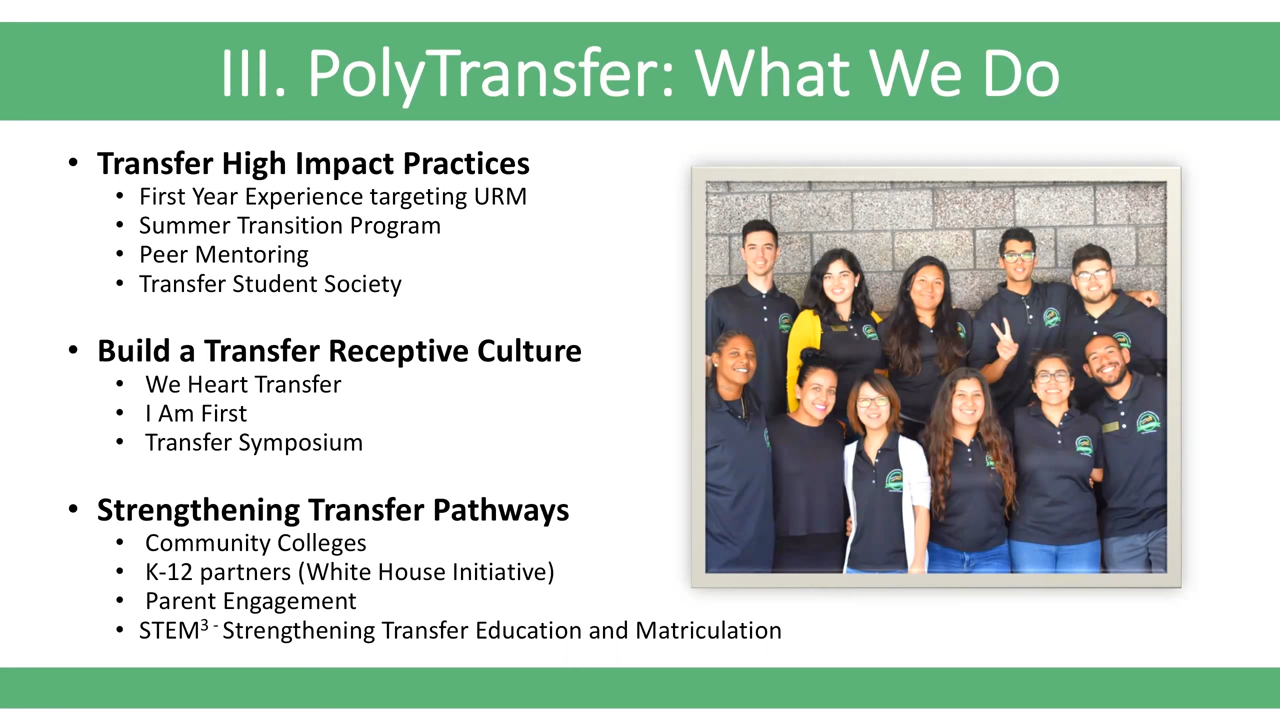 III. PolyTransfer: What We Do
• Transfer High Impact Practices
• First Year Experience targeting URM
• Summer Transition Program
• Peer Mentoring
• Transfer Student Society
• Build a Transfer Receptive Culture
• We Heart Transfer
• I Am First
• Transfer Symposium
• Strengthening Transfer Pathways
• Community Colleges
• K-12 partners (White House Initiative)
• Parent Engagement
• STEM³ - Strengthening Transfer Education and Matriculation